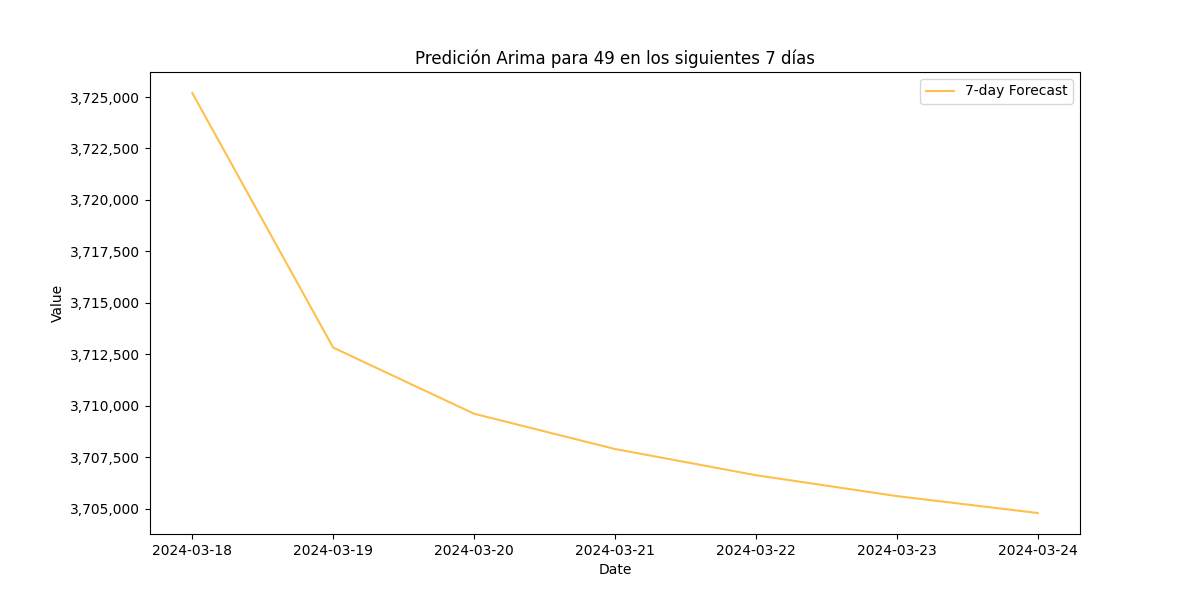 Predición Arima para 49 en los siguientes 7 días
7-day Forecast
Value
3,725,000
3,722,500
3,720,000
3,717,500
3,715,000
3,712,500
3,710,000
3,707,500
3,705,000
2024-03-18 2024-03-19 2024-03-20 2024-03-21 2024-03-22 2024-03-23 2024-03-24
Date